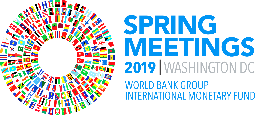 SPRING
MEETINGS
2019 | WASHINGTON DC
WORLD BANK GROUP
INTERNATIONAL MONETARY FUND